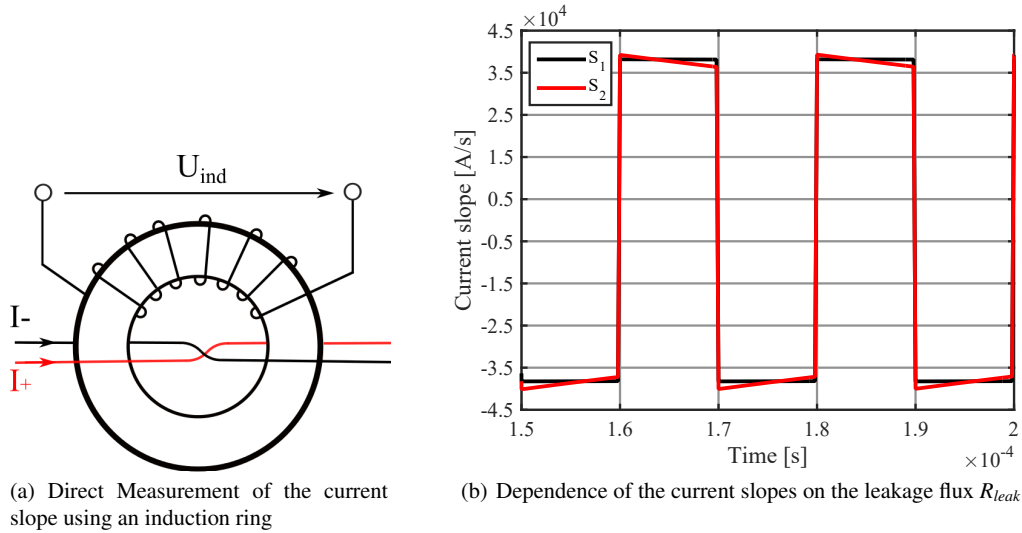 U_ind
I-
I+
(a) Direct Measurement of the current
slope using an induction ring
×10^4
4.5
3.5
2.5
1.5
0.5
-0.5
-1.5
-2.5
-3.5
-4.5
Current slope [A/s]
S_1
S_2
1.5
1.6
1.7
1.8
1.9
2
Time [s]
×10^-4
(b) Dependence of the current slopes on the leakage flux R_leak